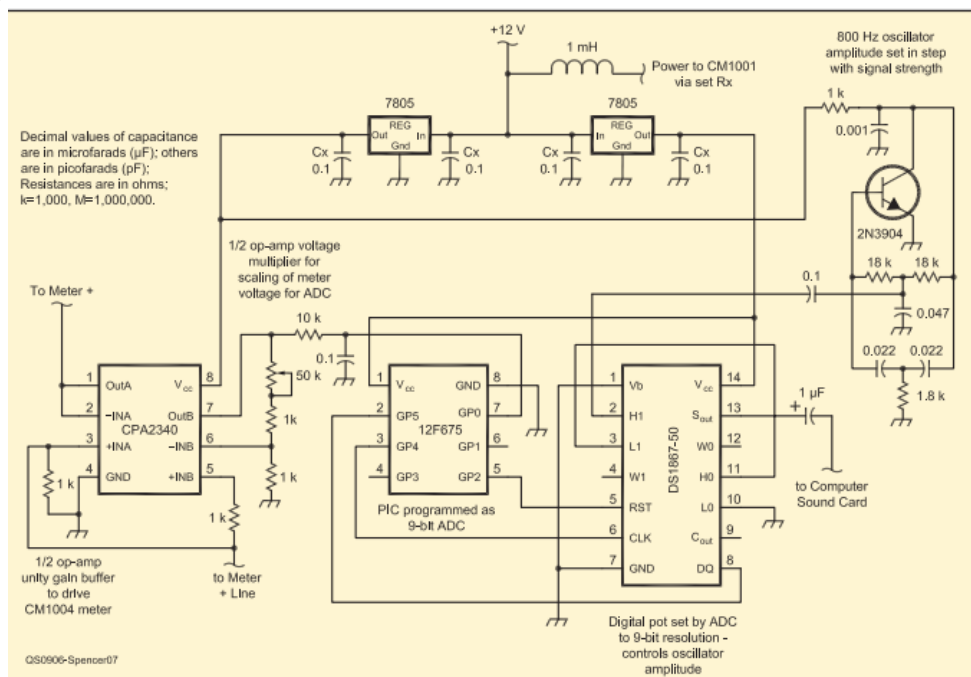 +12 V
1 mH
Power to CM1001
via set Rx
800 Hz oscillator
amplitude set in step
with signal strength
7805
REG
Out
In
Gnd
7805
REG
In
Out
Gnd
Cx
0.1
Cx
0.1
Cx
0.1
Cx
0.1
1 k
0.001
2N3904
Decimal values of capacitance
are in microfarads (µF); others
are in picofarads (pF);
Resistances are in ohms;
k=1,000, M=1,000,000.
1/2 op-amp voltage
multiplier for
scaling of meter
voltage for ADC
To Meter +
10 k
0.1
50 k
1k
1 k
18 k
18 k
0.1
0.047
0.022
0.022
1.8 k
1
OutA
Vcc
8
2
–INA
OutB
7
CPA2340
3
+INA
–INB
6
4
GND
+INB
5
1 k
1 k
1/2 op-amp
unity gain buffer
to drive
CM1004 meter
to Meter
+ Line
1
Vcc
GND
8
2
GP5
GP0
7
12F675
3
GP4
GP1
6
4
GP3
GP2
5
PIC programmed as
9-bit ADC
1
Vb
Vcc
14
2
H1
Sout
13
3
L1
W0
12
4
W1
H0
11
5
RST
L0
10
6
CLK
Cout
9
7
GND
DQ
8
DS1867-50
1 µF
+
to Computer
Sound Card
Digital pot set by ADC
to 9-bit resolution -
controls oscillator
amplitude
QS0906-Spencer07